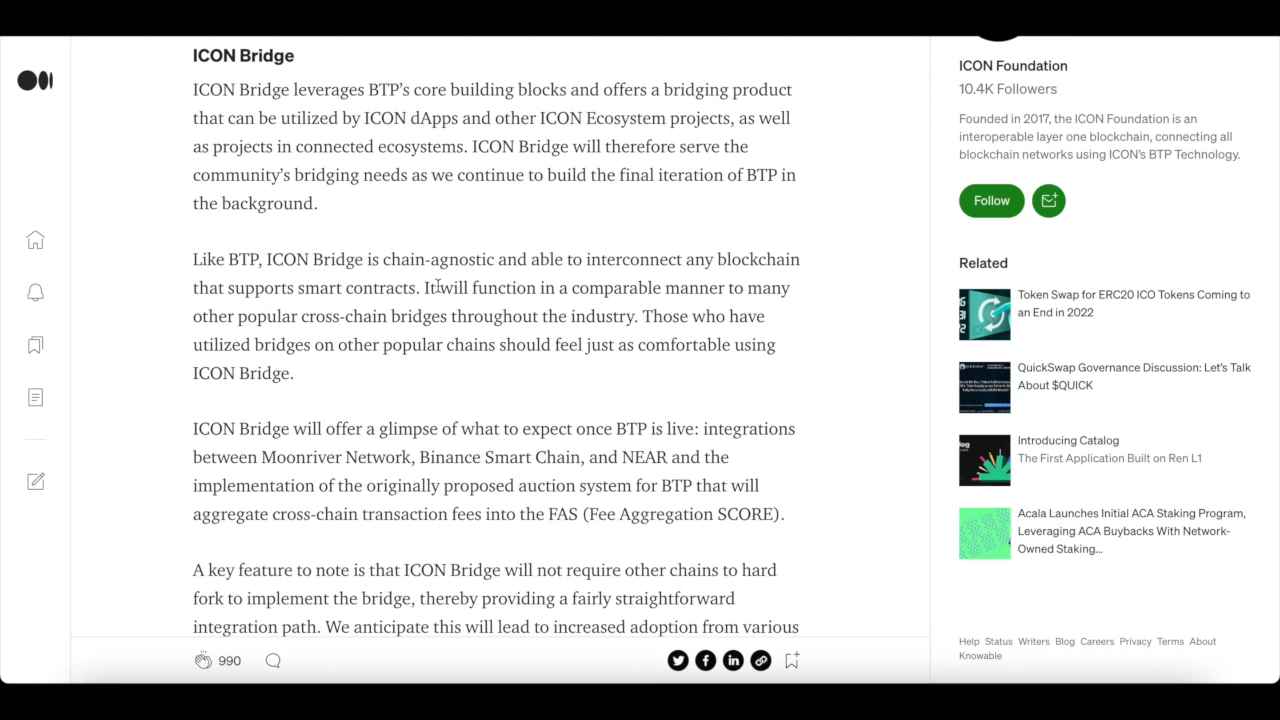 ICON Bridge
ICON Bridge leverages BTP’s core building blocks and offers a bridging product
that can be utilized by ICON dApps and other ICON Ecosystem projects, as well
as projects in connected ecosystems. ICON Bridge will therefore serve the
community’s bridging needs as we continue to build the final iteration of BTP in
the background.
Like BTP, ICON Bridge is chain-agnostic and able to interconnect any blockchain
that supports smart contracts. It will function in a comparable manner to many
other popular cross-chain bridges throughout the industry. Those who have
utilized bridges on other popular chains should feel just as comfortable using
ICON Bridge.
ICON Bridge will offer a glimpse of what to expect once BTP is live: integrations
between Moonriver Network, Binance Smart Chain, and NEAR and the
implementation of the originally proposed auction system for BTP that will
aggregate cross-chain transaction fees into the FAS (Fee Aggregation SCORE).
A key feature to note is that ICON Bridge will not require other chains to hard
fork to implement the bridge, thereby providing a fairly straightforward
integration path. We anticipate this will lead to increased adoption from various
990
ICON Foundation
10.4K Followers
Founded in 2017, the ICON Foundation is an
interoperable layer one blockchain, connecting all
blockchain networks using ICON’s BTP Technology.
Follow
Related
Token Swap for ERC20 ICO Tokens Coming to
an End in 2022
QuickSwap Governance Discussion: Let’s Talk
About $QUICK
Introducing Catalog
The First Application Built on Ren L1
Acala Launches Initial ACA Staking Program,
Leveraging ACA Buybacks With Network-
Owned Staking...
Help Status Writers Blog Careers Privacy Terms About
Knowable